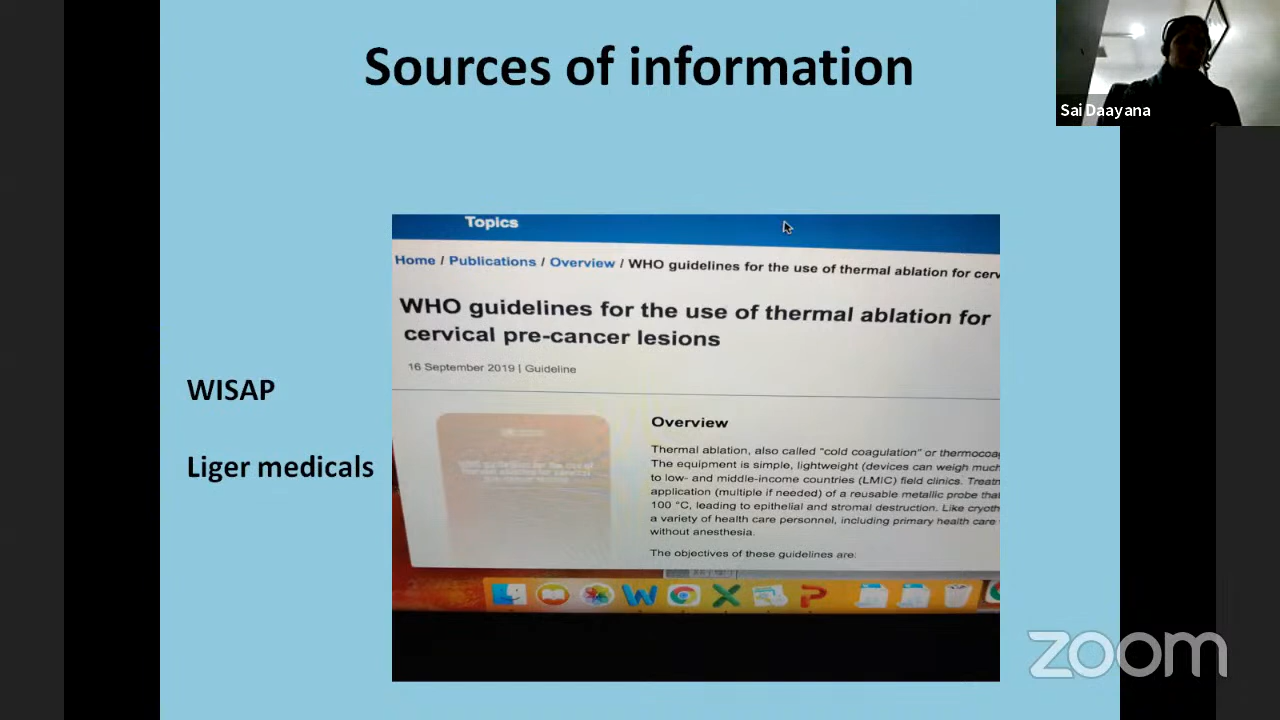 Sources of information
Sai Daayana
Topics
Home / Publications / Overview / WHO guidelines for the use of thermal ablation for cerv
WHO guidelines for the use of thermal ablation for
cervical pre-cancer lesions
16 September 2019 | Guideline
WISAP
Liger medicals
Overview
Thermal ablation, also called "cold coagulation" or thermocoag
The equipment is simple, lightweight (devices can weigh much
to low- and middle-income countries (LMIC) field clinics. Treatm
application (multiple if needed) of a reusable metallic probe tha
100 °C, leading to epithelial and stromal destruction. Like cryoth
a variety of health care personnel, including primary health care
without anesthesia.
The objectives of these guidelines are:
zoom